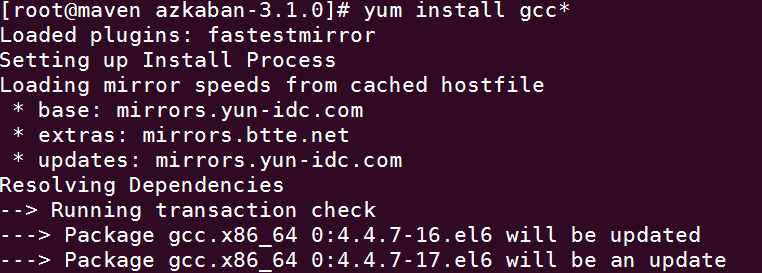 [root@maven azkaban-3.1.0]# yum install gcc*
Loaded plugins: fastestmirror
Setting up Install Process
Loading mirror speeds from cached hostfile
 * base: mirrors.yun-idc.com
 * extras: mirrors.btte.net
 * updates: mirrors.yun-idc.com
Resolving Dependencies
--> Running transaction check
---> Package gcc.x86_64 0:4.4.7-16.el6 will be updated
---> Package gcc.x86_64 0:4.4.7-17.el6 will be an update